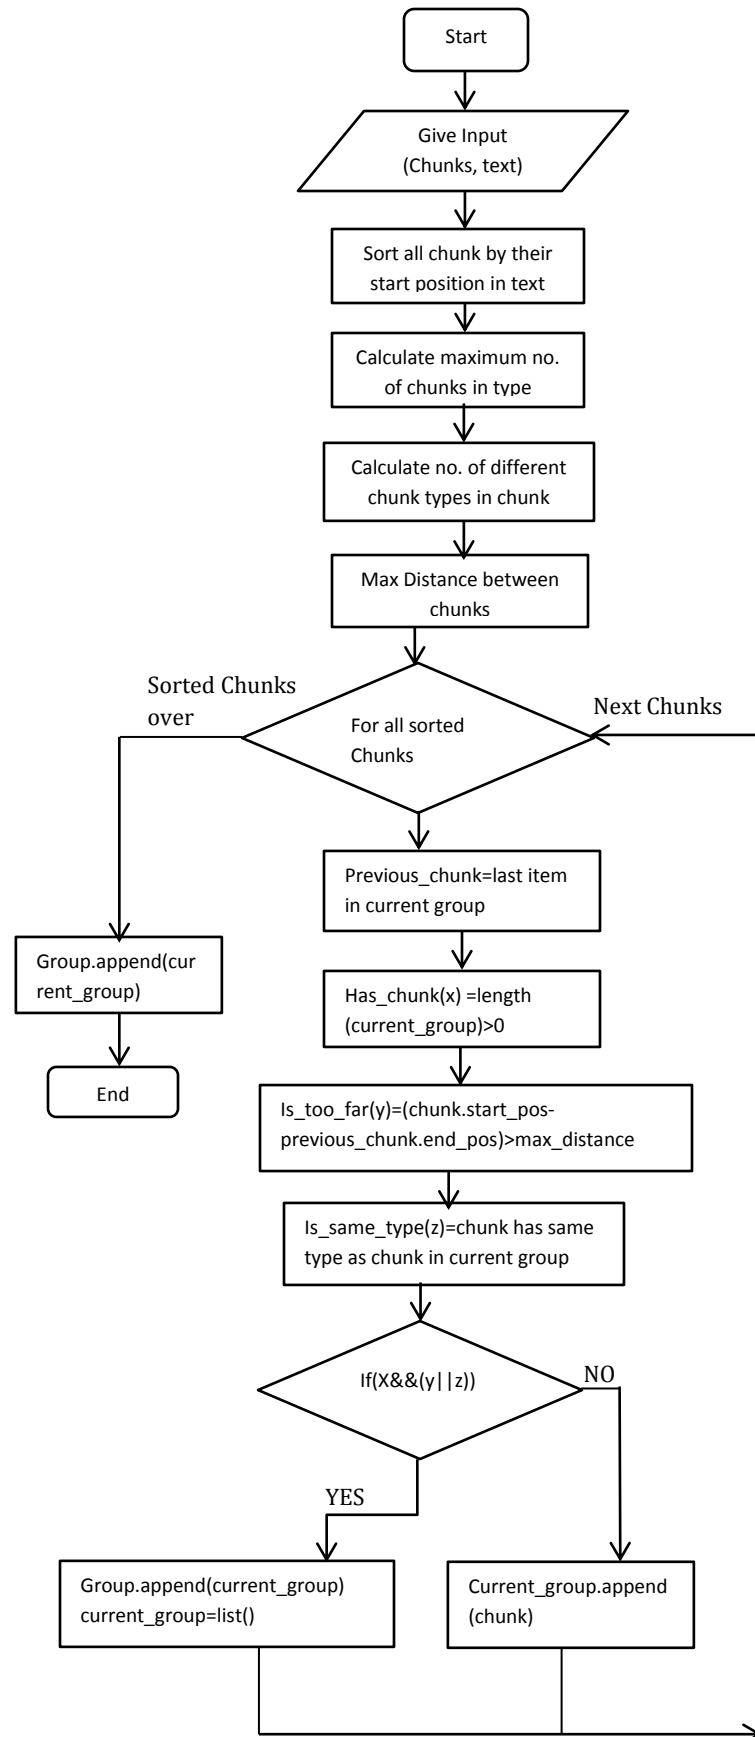 Start
Give Input
(Chunks, text)
Sort all chunk by their
start position in text
Calculate maximum no.
of chunks in type
Calculate no. of different
chunk types in chunk
Max Distance between
chunks
Sorted Chunks
over
Next Chunks
For all sorted
Chunks
Previous_chunk=last item
in current group
Group.append(cur
rent_group)
Has_chunk(x) =length
(current_group)>0
End
Is_too_far(y)=(chunk.start_pos-
previous_chunk.end_pos)>max_distance
Is_same_type(z)=chunk has same
type as chunk in current group
If(X&&(y||z))
NO
YES
Group.append(current_group)
current_group=list()
Current_group.append
(chunk)